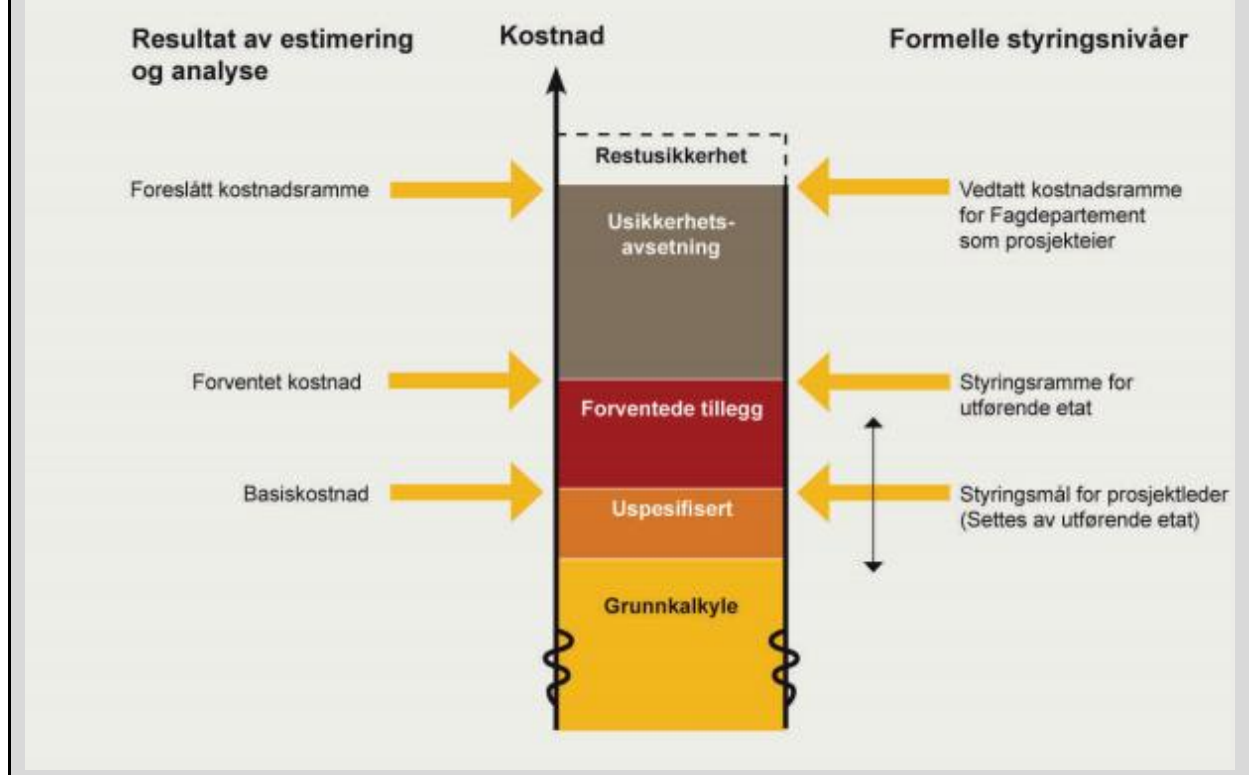 Resultat av estimering
og analyse
Kostnad
Formelle styringsnivåer
Restusikkerhet
Foreslått kostnadsramme
Vedtatt kostnadsramme
for Fagdepartement
som prosjekteier
Usikkerhets-
avsetning
Forventet kostnad
Styringsramme for
utførende etat
Forventede tillegg
Basiskostnad
Styringsmål for prosjektleder
(Settes av utførende etat)
Uspesifisert
Grunnkalkyle